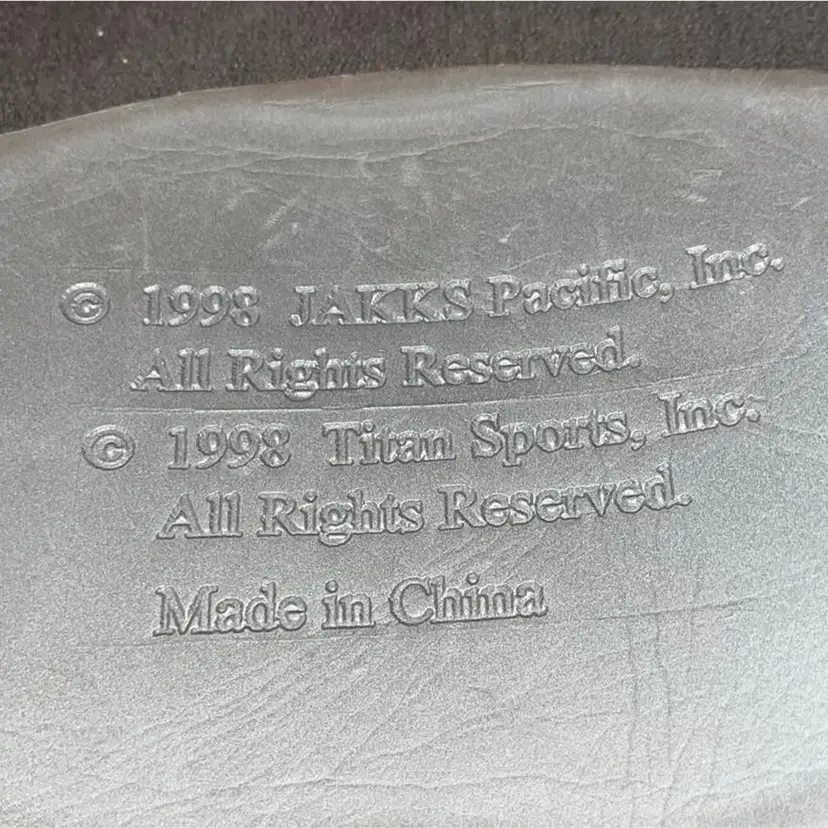 © 1998 JAKKS Pacific, Inc.
All Rights Reserved.
© 1998 Titan Sports, Inc.
All Rights Reserved.
Made in China